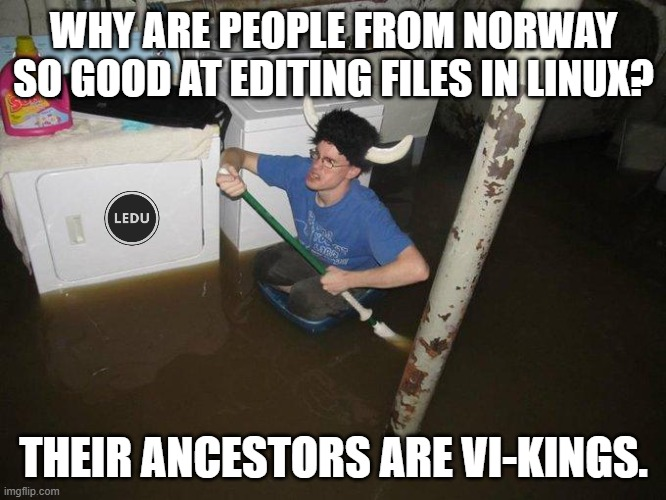 WHY ARE PEOPLE FROM NORWAY
SO GOOD AT EDITING FILES IN LINUX?
LEDU
THEIR ANCESTORS ARE VI-KINGS.
imgflip.com